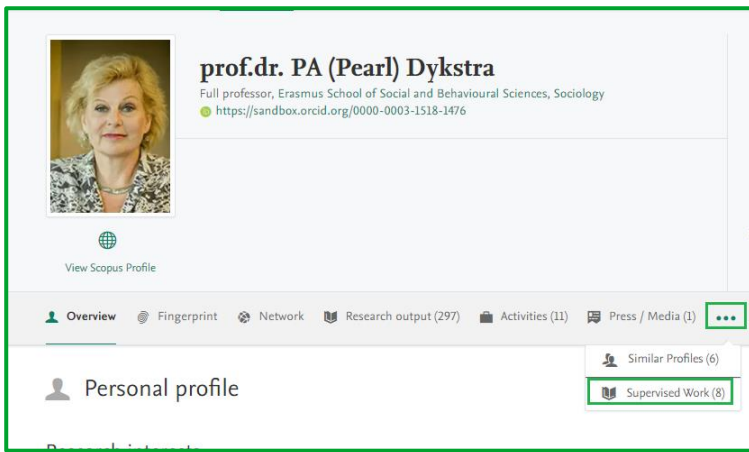 prof.dr. PA (Pearl) Dykstra
Full professor, Erasmus School of Social and Behavioural Sciences, Sociology
https://sandbox.orcid.org/0000-0003-1518-1476
View Scopus Profile
Overview Fingerprint Network Research output (297) Activities (11) Press / Media (1) •••
Similar Profiles (6)
Supervised Work (8)
Personal profile
Research interests